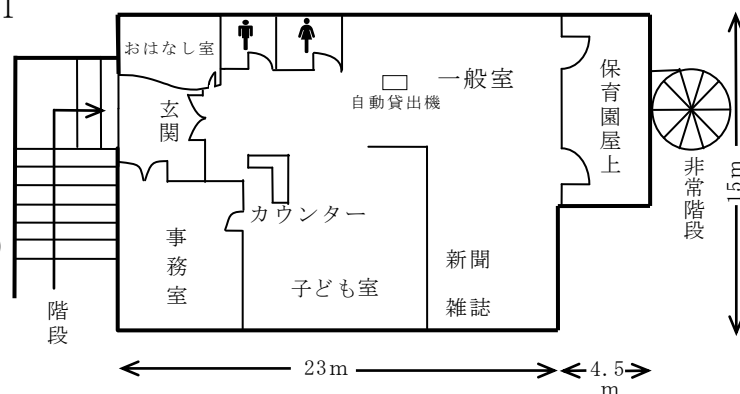 おはなし室
一般室
自動貸出機
保育園屋上
玄関
非常階段
15m
カウンター
事務室
子ども室
新聞
雑誌
階段
23m
4.5m